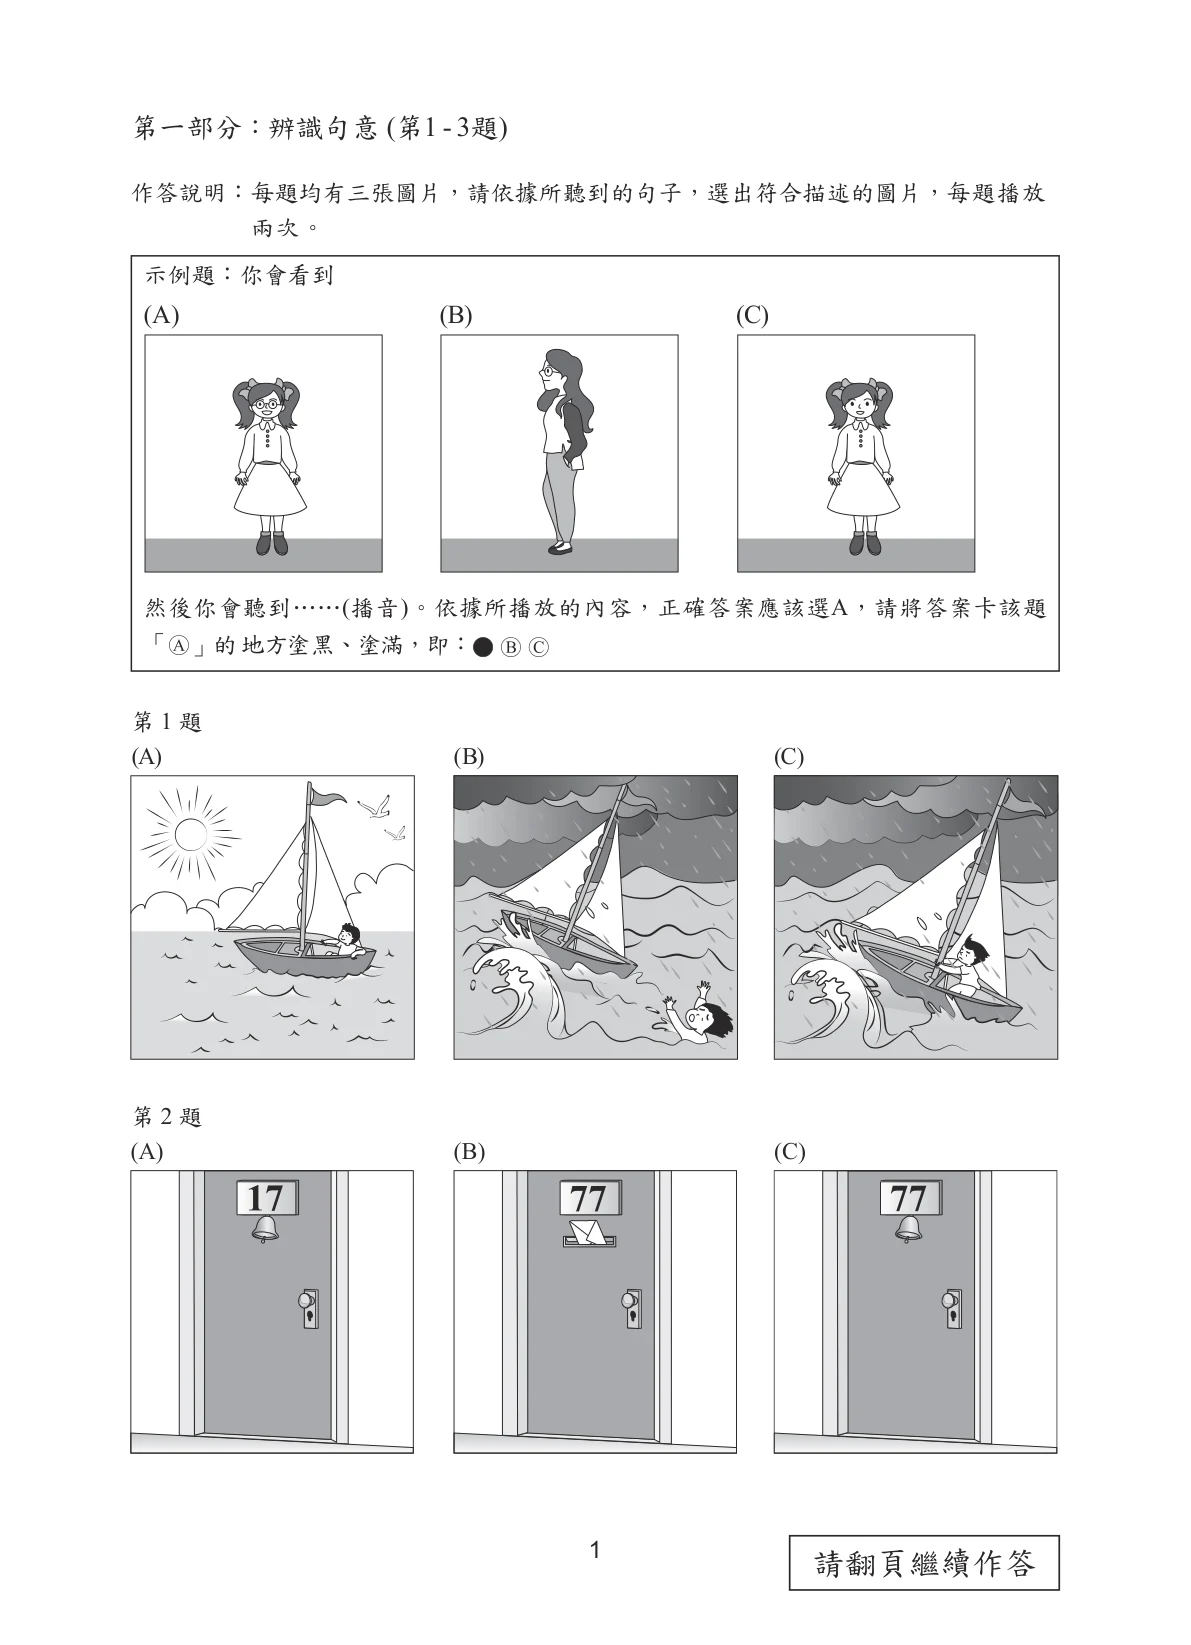 第一部分：辨識句意 (第1 - 3題)
作答說明：每題均有三張圖片，請依據所聽到的句子，選出符合描述的圖片，每題播放
兩次。
示例題：你會看到
(A) (B) (C)
然後你會聽到……(播音)。依據所播放的內容，正確答案應該選A，請將答案卡該題
「Ⓐ」的地方塗黑、塗滿，即：● Ⓑ Ⓒ
第 1 題
(A) (B) (C)
第 2 題
(A) (B) (C)
17 77 77
1
請翻頁繼續作答